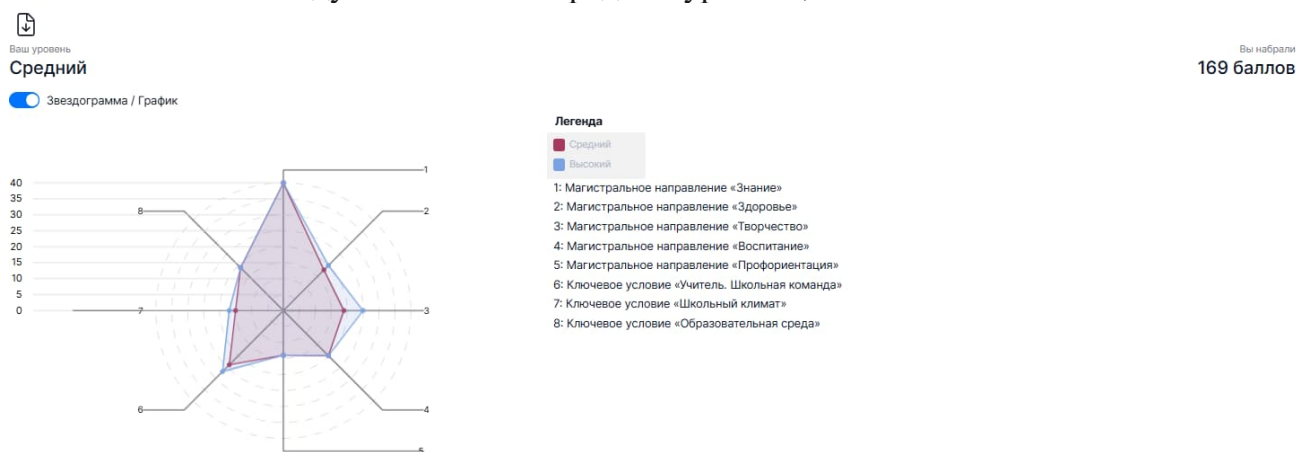 Ваш уровень
Средний
Вы набрали
169 баллов
Звездограмма / График
Легенда
Средний
Высокий
1: Магистральное направление «Знание»
2: Магистральное направление «Здоровье»
3: Магистральное направление «Творчество»
4: Магистральное направление «Воспитание»
5: Магистральное направление «Профориентация»
6: Ключевое условие «Учитель. Школьная команда»
7: Ключевое условие «Школьный климат»
8: Ключевое условие «Образовательная среда»
40
35
30
25
20
15
10
5
0
1
2
3
4
5
6
7
8